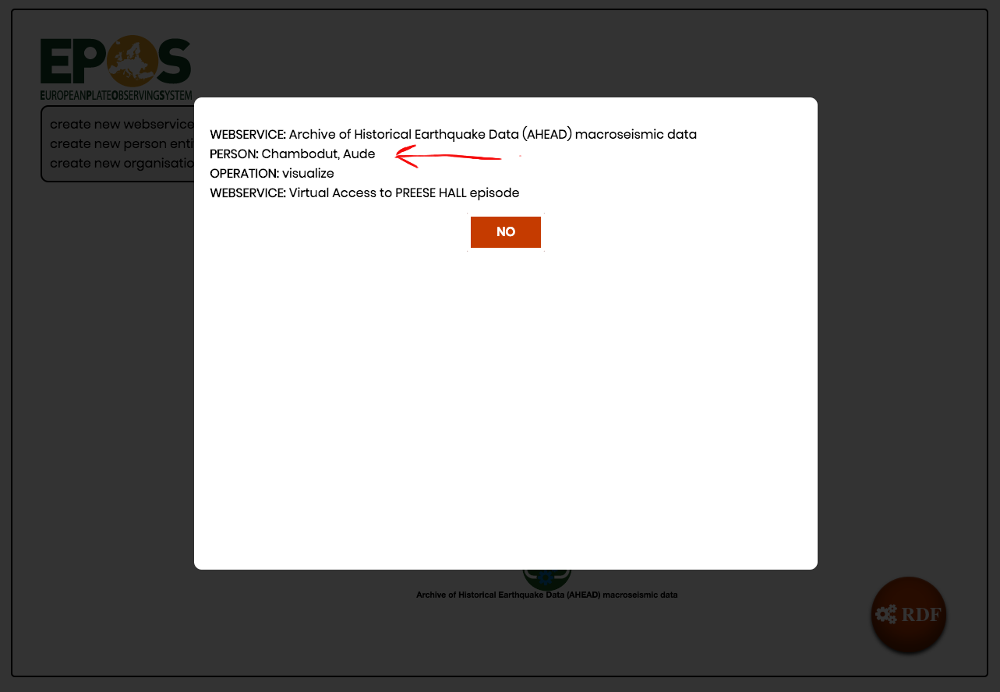 EPOS
EUROPEANPLATEOBSERVINGSYSTEM
create new webservice
create new person enti
create new organisatio
WEBSERVICE: Archive of Historical Earthquake Data (AHEAD) macroseismic data
PERSON: Chambodut, Aude
OPERATION: visualize
WEBSERVICE: Virtual Access to PREESE HALL episode
NO
Archive of Historical Earthquake Data (AHEAD) macroseismic data
RDF